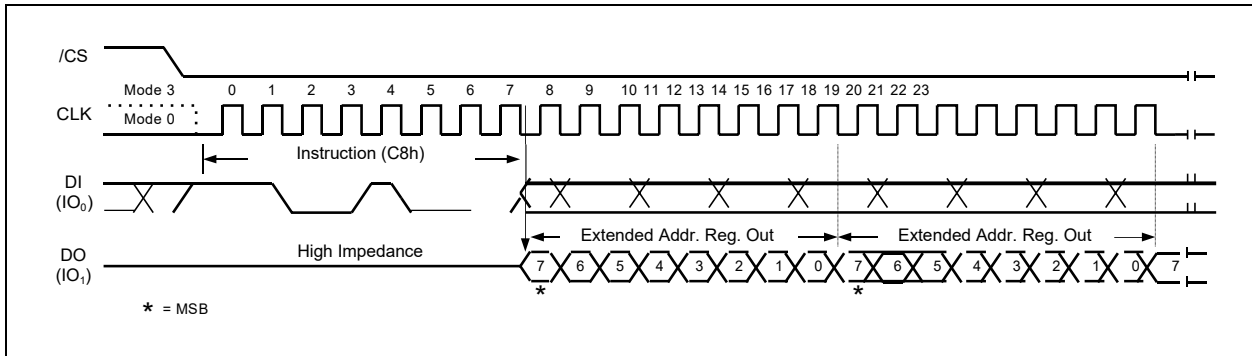 /CS
Mode 3 0 1 2 3 4 5 6 7 8 9 10 11 12 13 14 15 16 17 18 19 20 21 22 23
CLK Mode 0
Instruction (C8h)
DI
(IO0)
Extended Addr. Reg. Out Extended Addr. Reg. Out
High Impedance
DO
(IO1)
7 6 5 4 3 2 1 0 7 6 5 4 3 2 1 0 7
* *
* = MSB